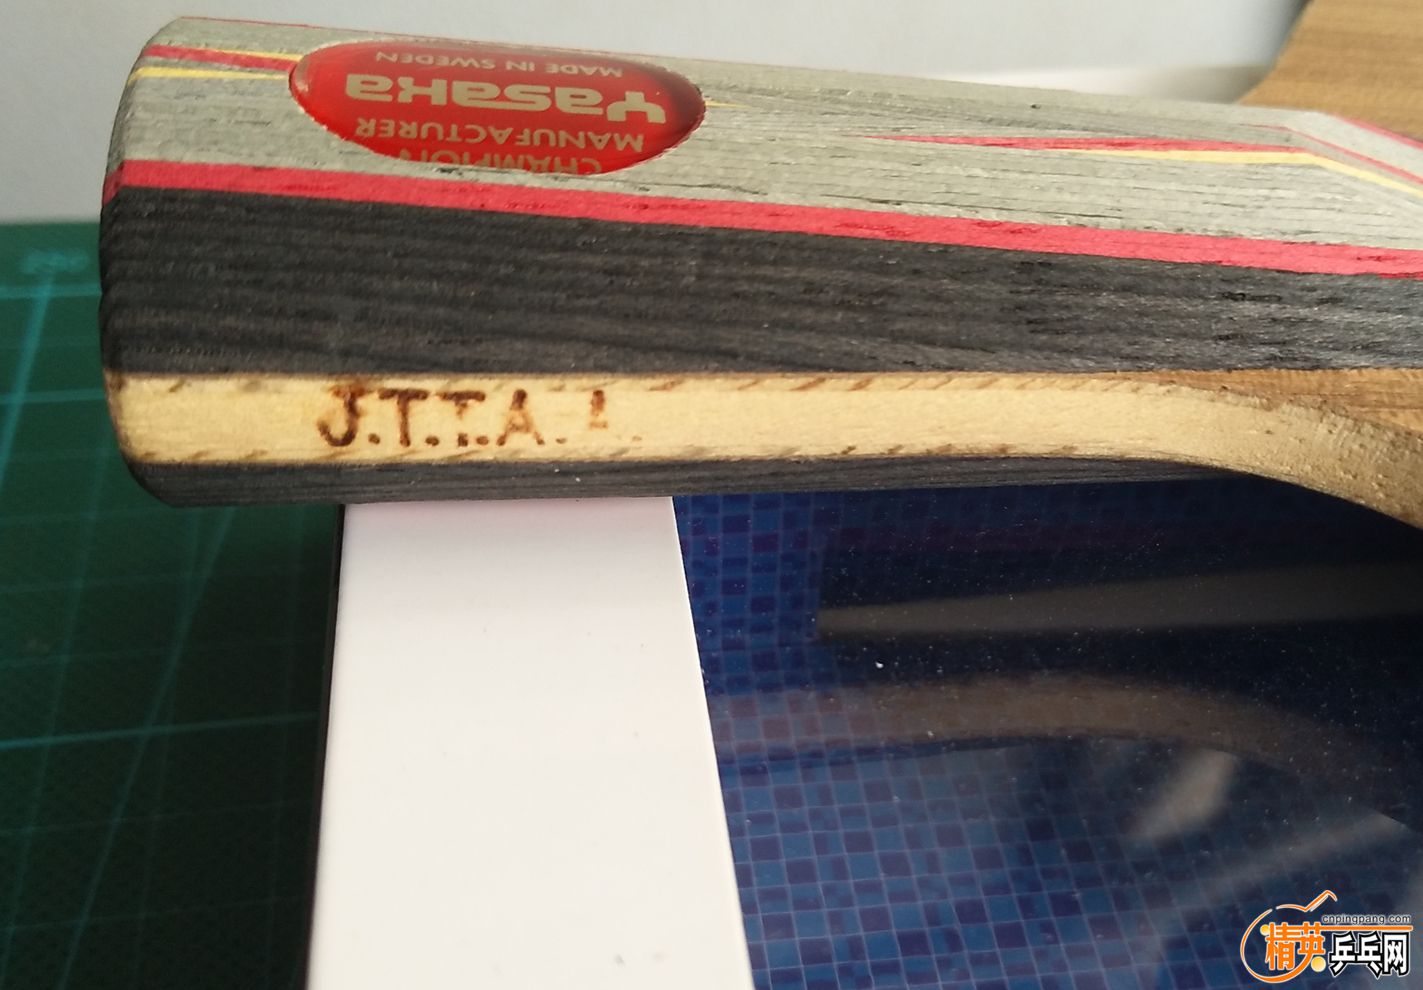 CHAMPION
MANUFACTURER
Yasaka
MADE IN SWEDEN
J.T.T.A.A.
cnpingpang.com
精英乒乓网